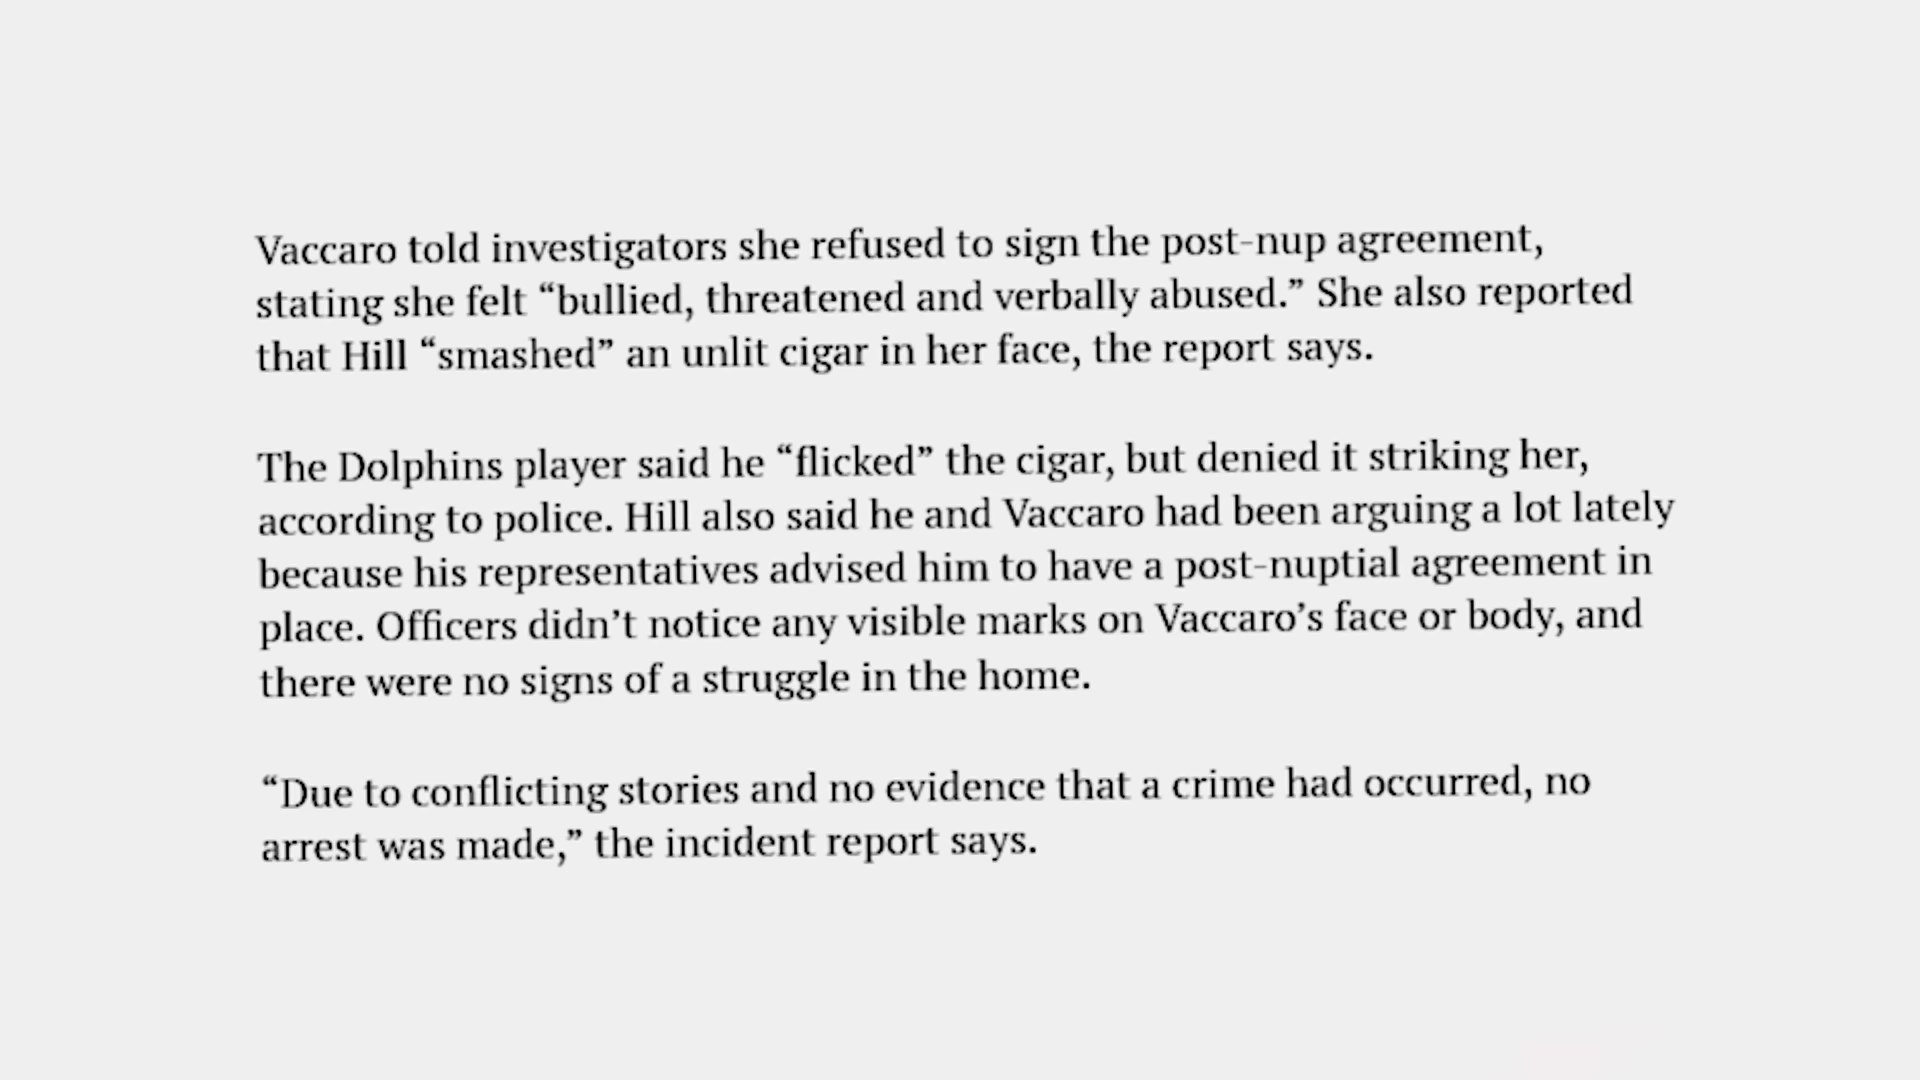 Vaccaro told investigators she refused to sign the post-nup agreement,
stating she felt “bullied, threatened and verbally abused.” She also reported
that Hill “smashed” an unlit cigar in her face, the report says.
The Dolphins player said he “flicked” the cigar, but denied it striking her,
according to police. Hill also said he and Vaccaro had been arguing a lot lately
because his representatives advised him to have a post-nuptial agreement in
place. Officers didn’t notice any visible marks on Vaccaro’s face or body, and
there were no signs of a struggle in the home.
“Due to conflicting stories and no evidence that a crime had occurred, no
arrest was made,” the incident report says.